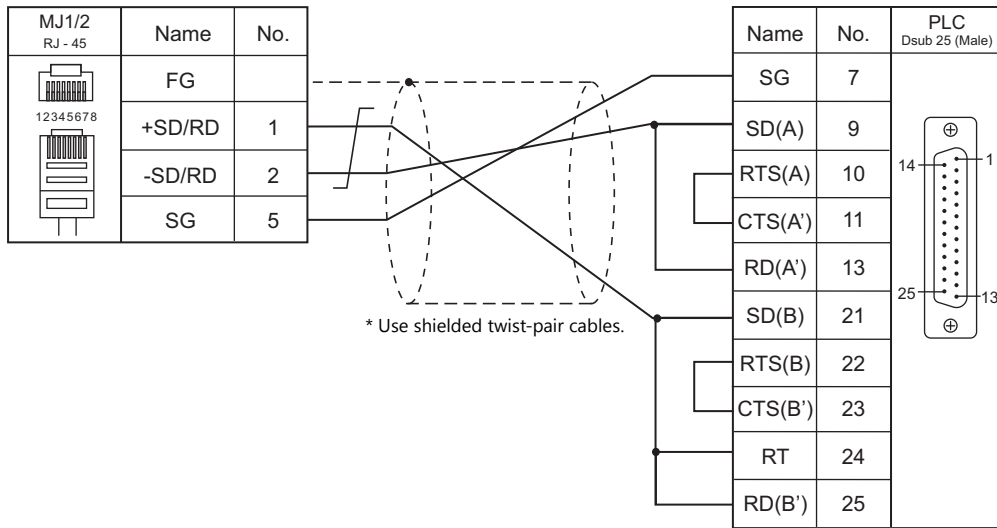 MJ1/2
RJ - 45
Name No.
FG
12345678
+SD/RD 1
-SD/RD 2
SG 5
* Use shielded twist-pair cables.
Name No.
PLC
Dsub 25 (Male)
SG 7
SD(A) 9
RTS(A) 10
CTS(A’) 11
RD(A’) 13
SD(B) 21
RTS(B) 22
CTS(B’) 23
RT 24
RD(B’) 25
14 1
25 13